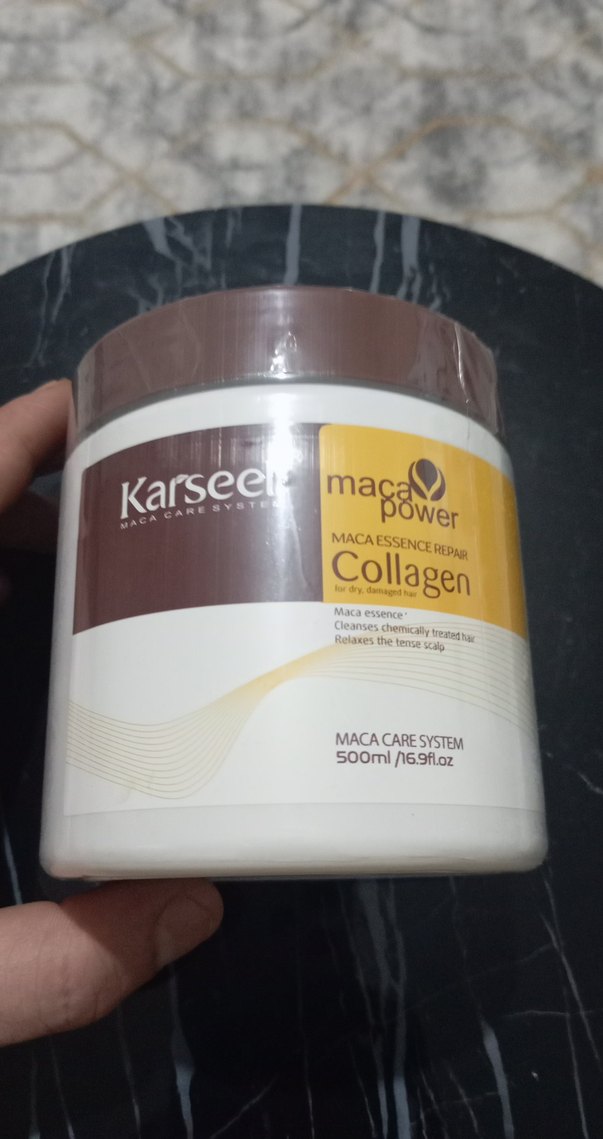 Karseell
MACA CARE SYSTEM
maca
power
MACA ESSENCE REPAIR
Collagen
for dry, damaged hair
Maca essence
Cleanses chemically treated hair
Relaxes the tense scalp
MACA CARE SYSTEM
500ml /16.9fl.oz